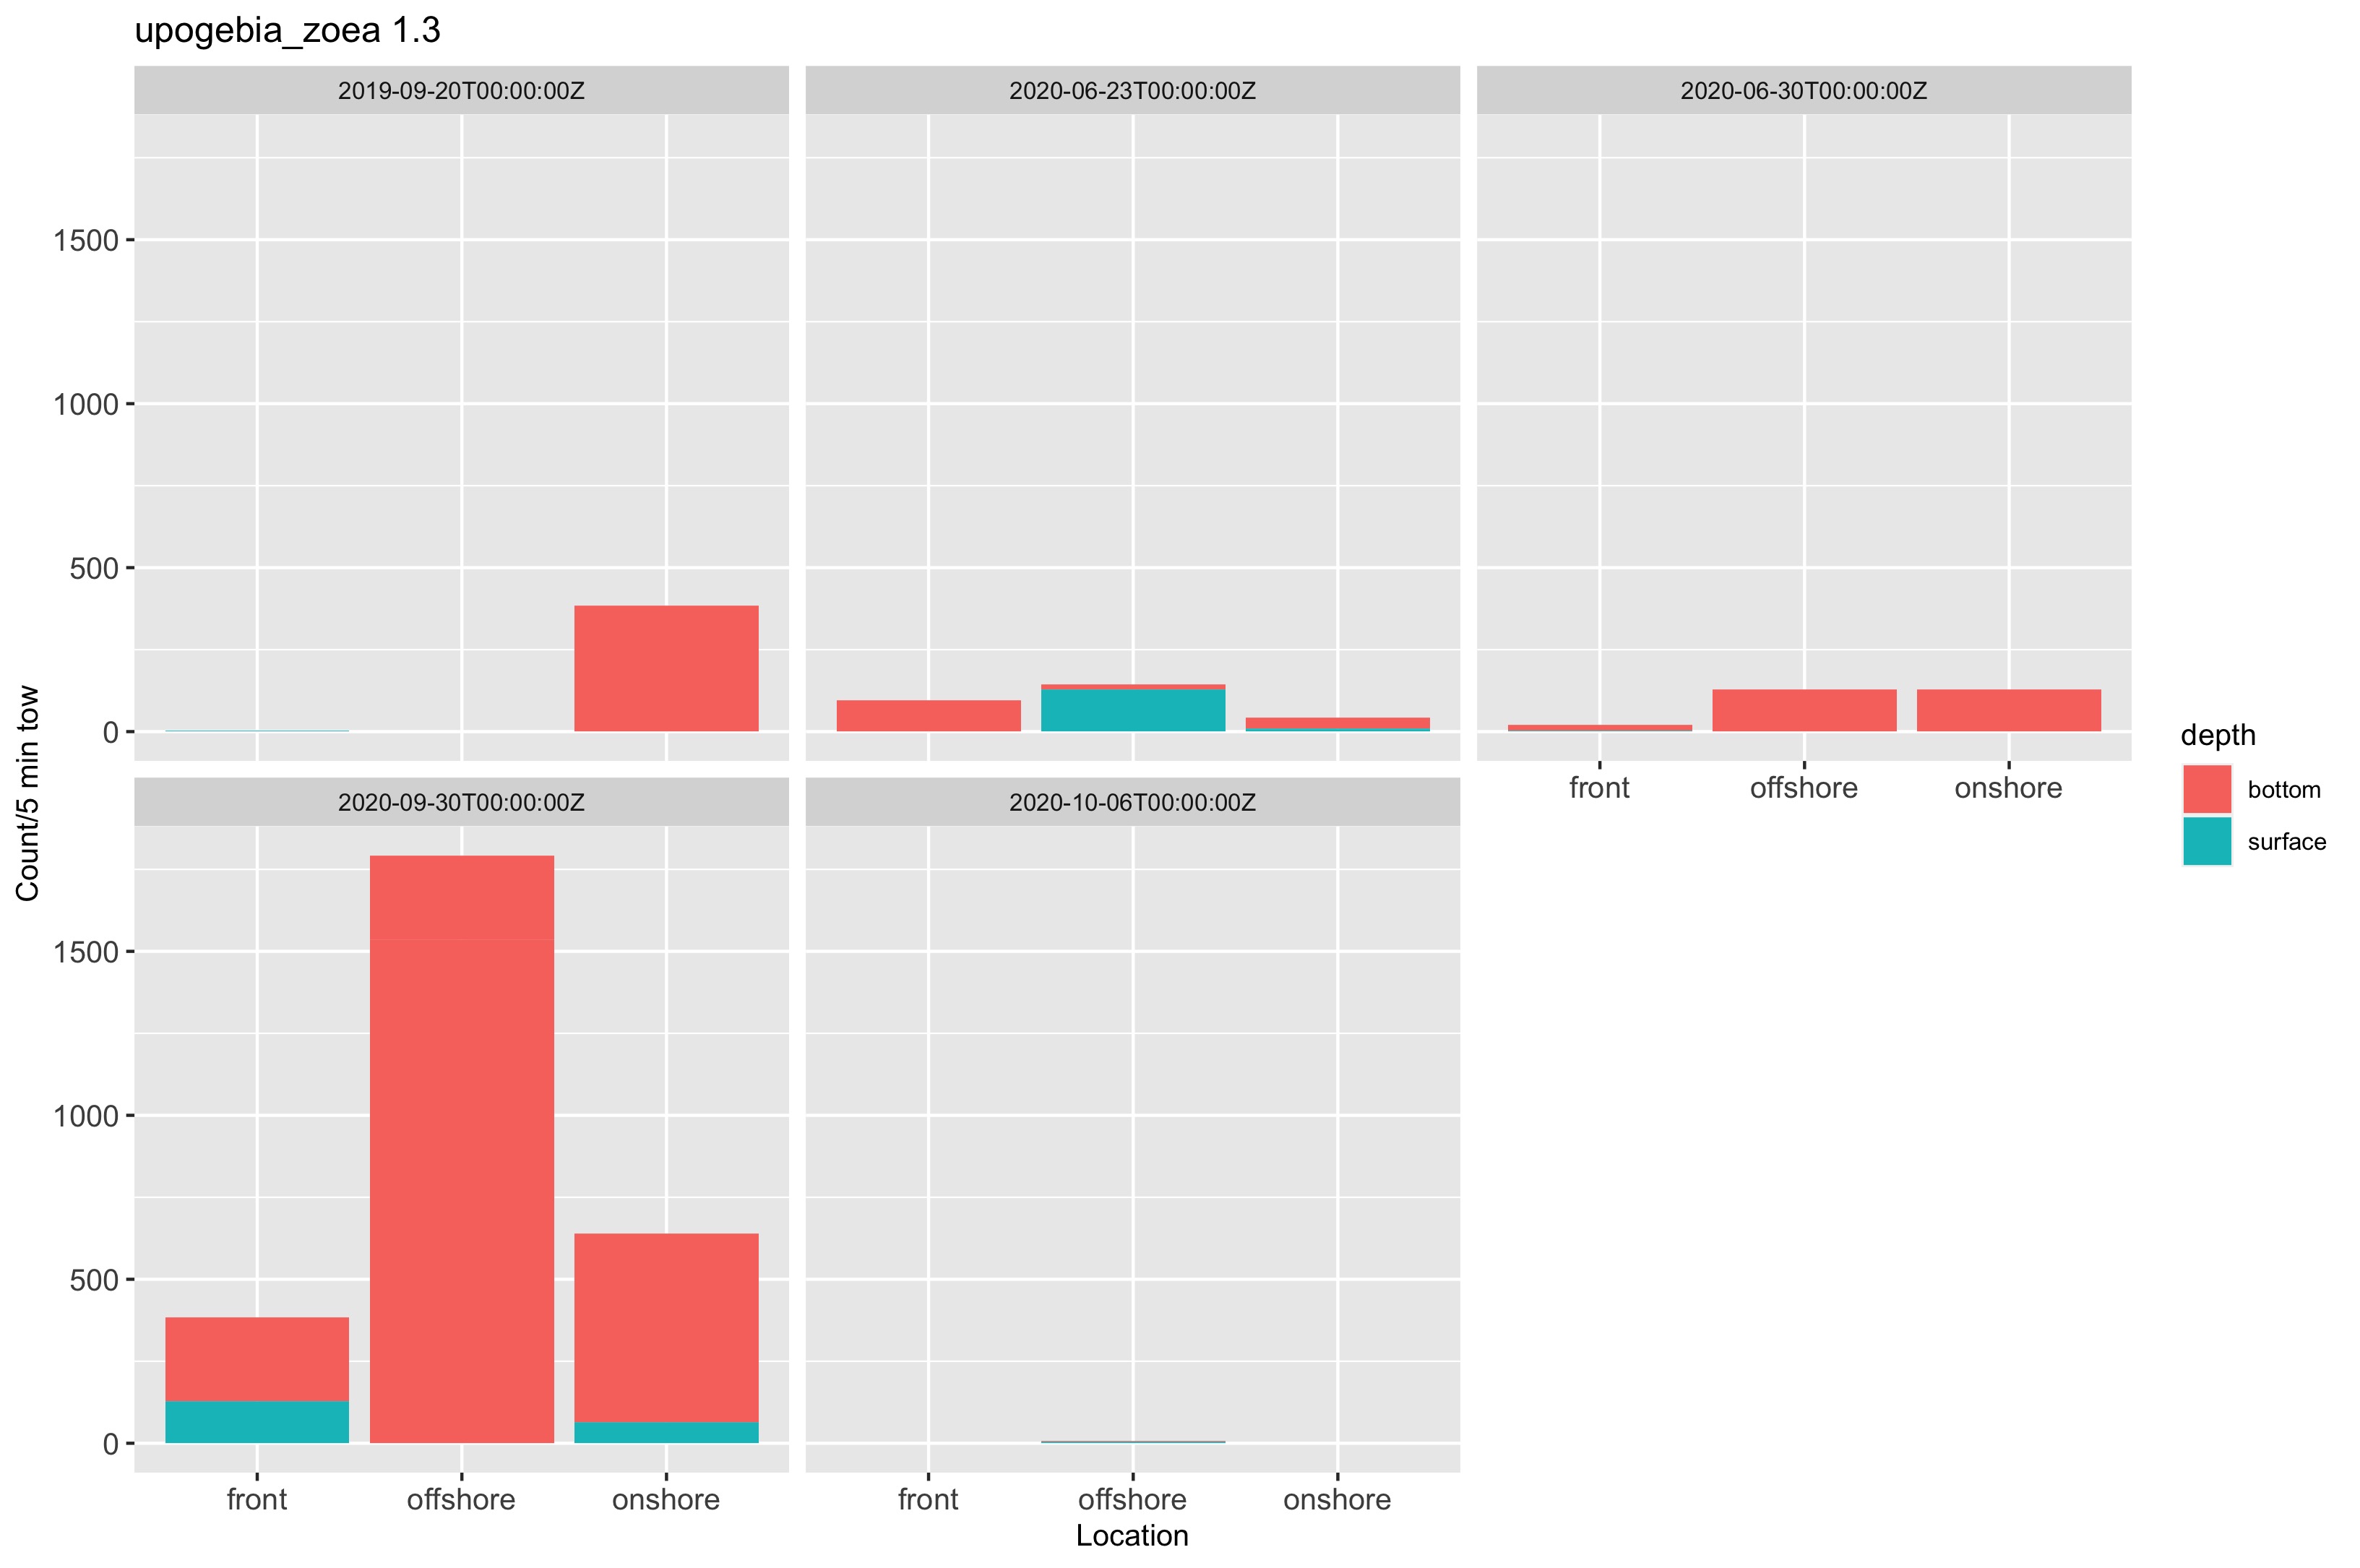 upogebia_zoea 1.3
2019-09-20T00:00:00Z
2020-06-23T00:00:00Z
2020-06-30T00:00:00Z
1500
1000
500
0
front
offshore
onshore
2020-09-30T00:00:00Z
2020-10-06T00:00:00Z
1500
1000
500
0
front
offshore
onshore
front
offshore
onshore
Location
Count/5 min tow
depth
bottom
surface